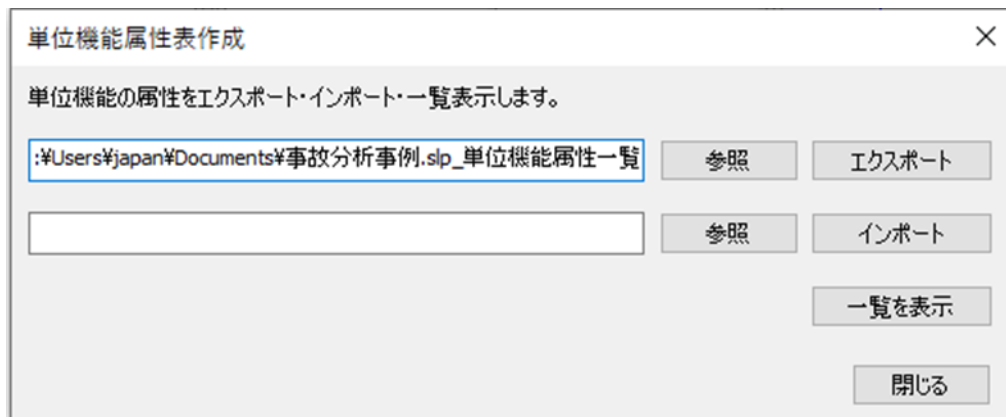 単位機能属性表作成
単位機能の属性をエクスポート・インポート・一覧表示します。
:¥Users¥japan¥Documents¥事故分析事例.slp_単位機能属性一覧 参照 エクスポート
参照 インポート
一覧を表示
閉じる